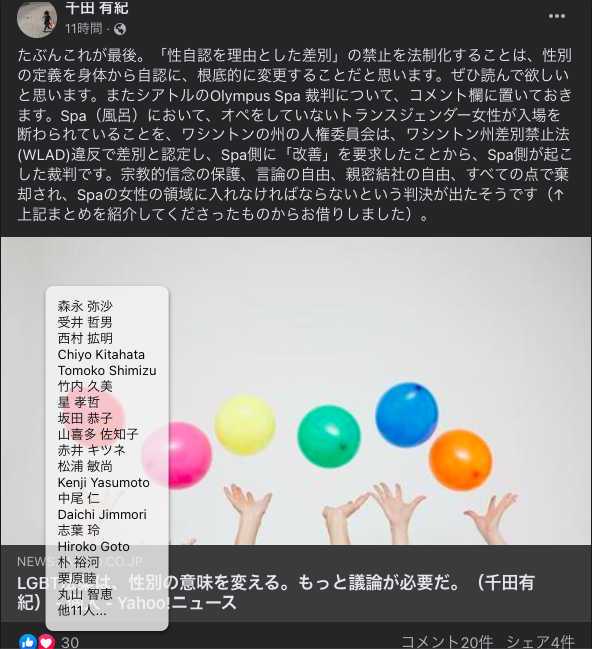 千田 有紀
11時間 ·
たぶんこれが最後。「性自認を理由とした差別」の禁止を法制化することは、性別
の定義を身体から自認に、根底的に変更することだと思います。ぜひ読んで欲しい
と思います。またシアトルのOlympus Spa 裁判について、コメント欄に置いておき
ます。Spa（風呂）において、オペをしていないトランスジェンダー女性が入場を
断わられていることを、ワシントンの州の人権委員会は、ワシントン州差別禁止法
(WLAD)違反で差別と認定し、Spa側に「改善」を要求したことから、Spa側が起こ
した裁判です。宗教的信念の保護、言論の自由、親密結社の自由、すべての点で棄
却され、Spaの女性の領域に入れなければならないという判決が出たそうです（↑
上記まとめを紹介してくださったものからお借りしました）。
森永 弥沙
受井 哲男
西村 拡明
Chiyo Kitahata
Tomoko Shimizu
竹内 久美
星 孝哲
坂田 恭子
山喜多 佐知子
赤井 キツネ
松浦 敏尚
Kenji Yasumoto
中尾 仁
Daichi Jimmori
志葉 玲
Hiroko Goto
朴 裕河
栗原睦
丸山 智恵
他11人...
NEWS.CO.JP
LGBTは、性別の意味を変える。もっと議論が必要だ。（千田有
紀） - Yahoo!ニュース
30
コメント20件 シェア4件